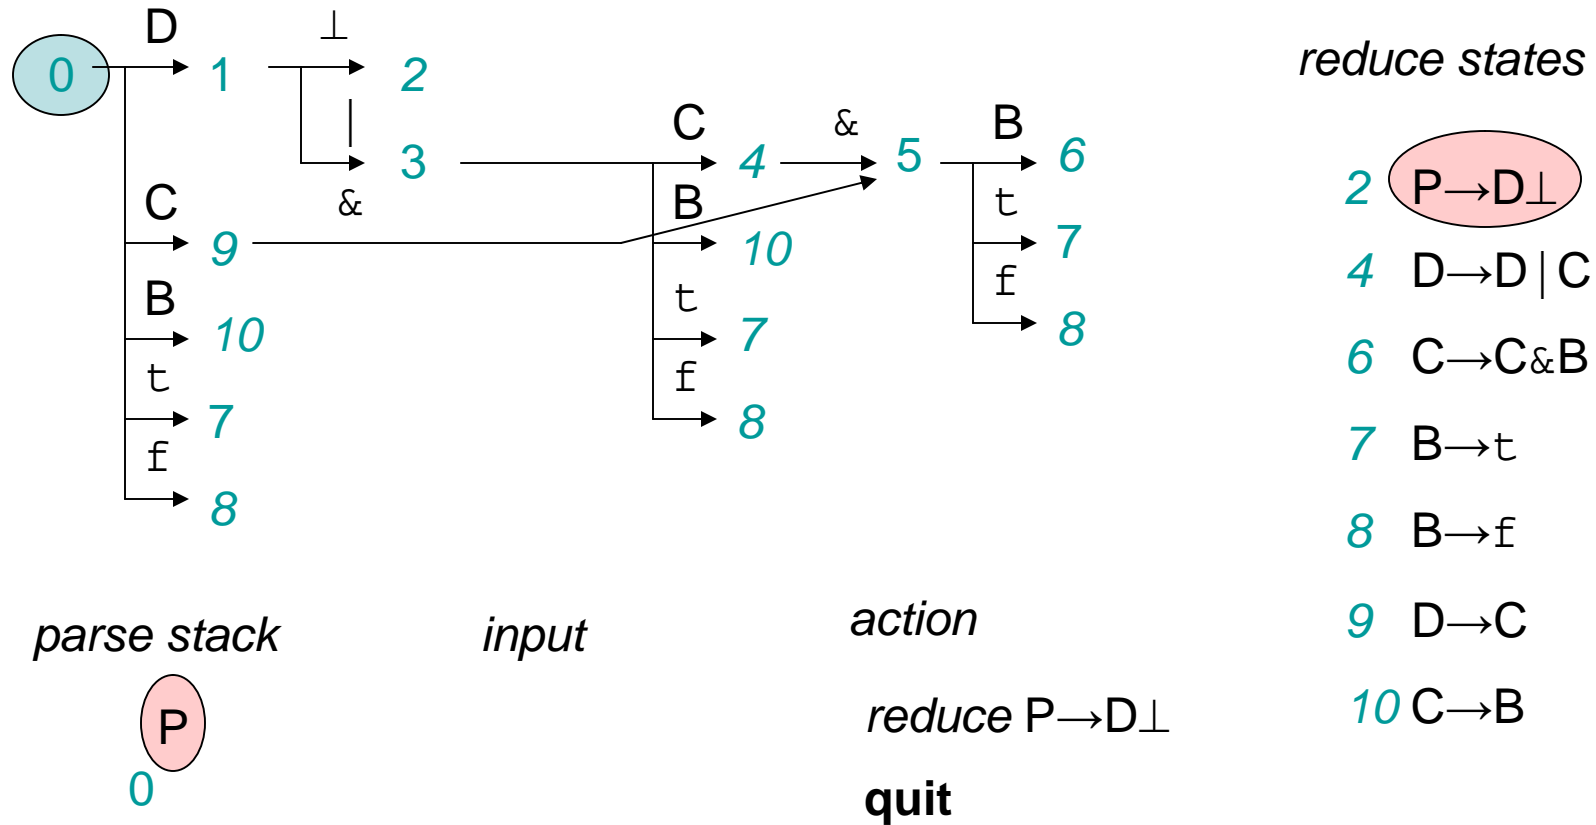 D ⊥
0 1 2
reduce states
| C & B
3 4 5 6
& B t
C
2 P→D⊥
9 10 7
4 D→D|C
B t f
10 7 8
6 C→C&B
t f
7 8
7 B→t
f
8
8 B→f
parse stack input action
9 D→C
P reduce P→D⊥
10 C→B
0
quit